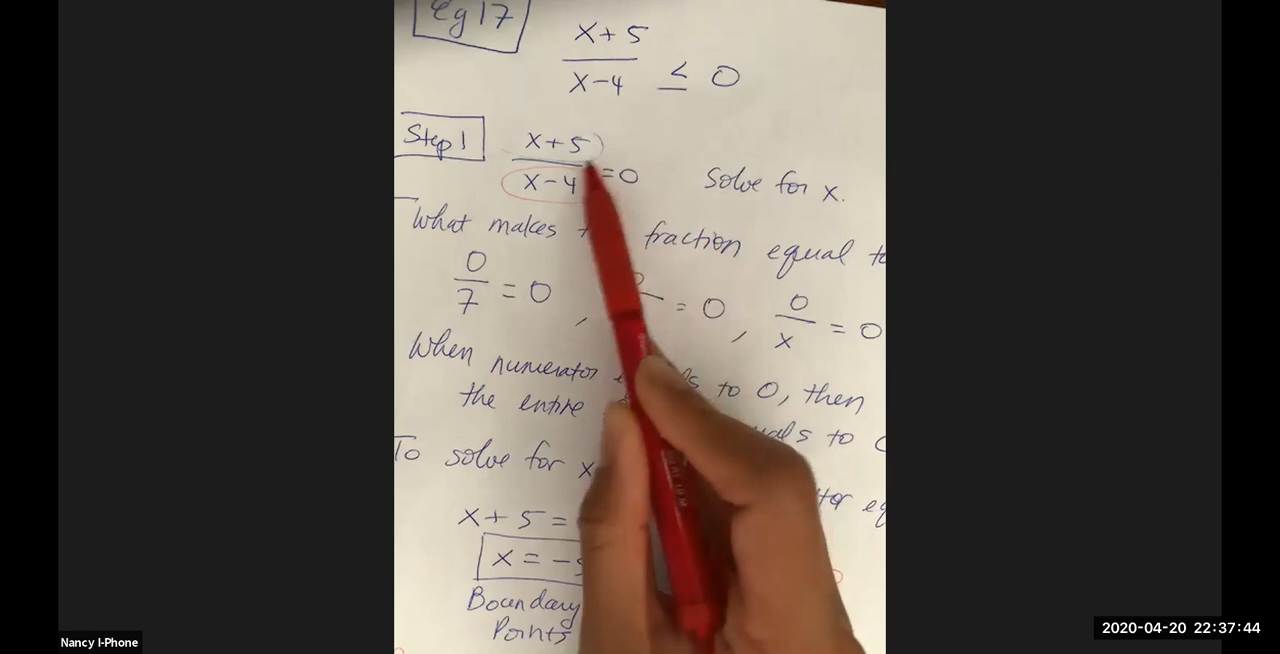 Eg 17
x+5
x-4 ≤ 0
Step 1
x+5
x-4 =0 Solve for x.
What makes fraction equal
0/7 = 0 , = 0 , 0/x = 0
When numerator to 0, then
the entire to
To solve for x
x+5=
x = -5
Boundary
Points
Nancy I-Phone
2020-04-20 22:37:44